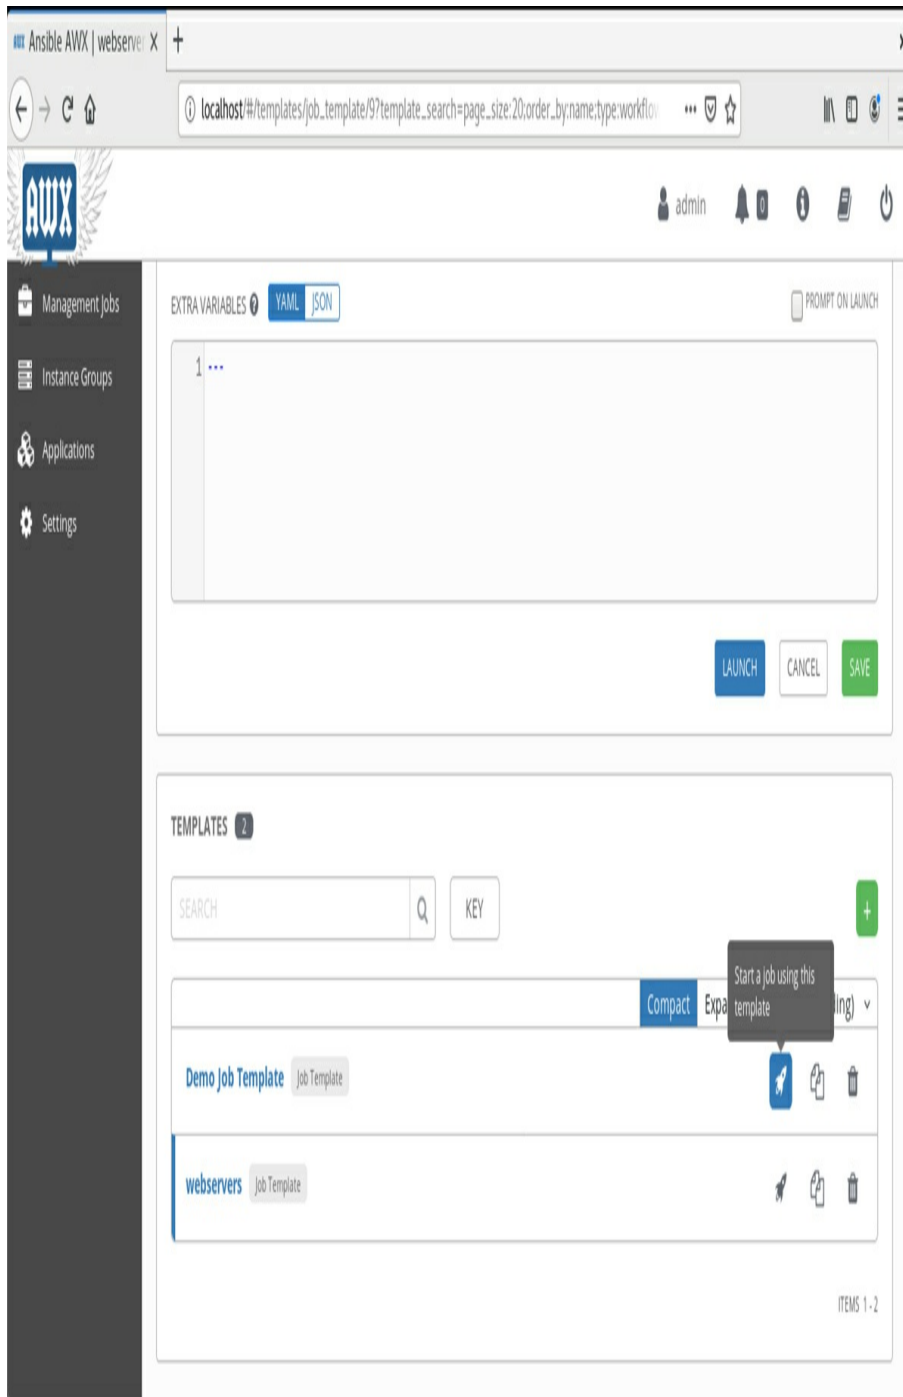 AWX Ansible AWX | webserver
localhost/#/templates/job_template/9?template_search=page_size:20;order_by:name;type:workflo
AWX
admin
0
Management Jobs
Instance Groups
Applications
Settings
EXTRA VARIABLES ? YAML JSON
PROMPT ON LAUNCH
1 ---
LAUNCH CANCEL SAVE
TEMPLATES 2
SEARCH KEY +
Start a job using this
template
Compact Expa ing)
Demo Job Template Job Template
webservers Job Template
ITEMS 1 - 2